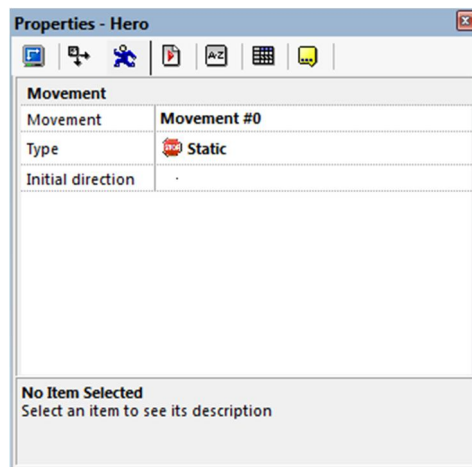 Properties - Hero
A-Z
Movement
Movement Movement #0
Type STOP Static
Initial direction
No Item Selected
Select an item to see its description